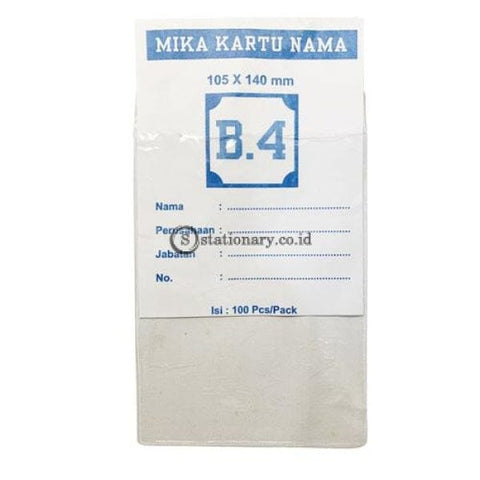 MIKA KARTU NAMA
105 X 140 mm
B.4
Nama : ........................................
Perusahaan : ........................................
stationary.co.id
Jabatan : ........................................
No. : ........................................
Isi : 100 Pcs/Pack